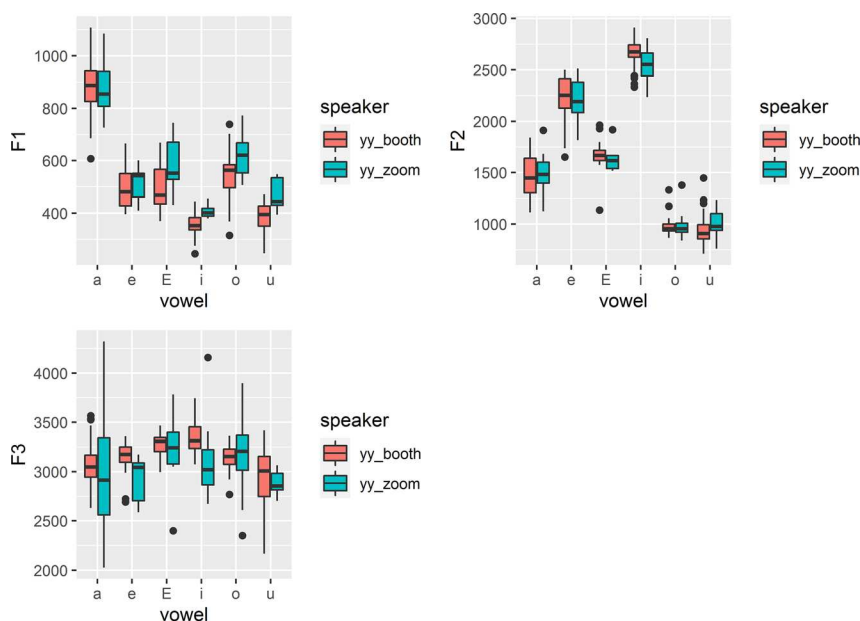 F1
1000
800
600
400
a e E i o u
vowel
speaker
yy_booth
yy_zoom
F2
3000
2500
2000
1500
1000
a e E i o u
vowel
speaker
yy_booth
yy_zoom
F3
4000
3500
3000
2500
2000
a e E i o u
vowel
speaker
yy_booth
yy_zoom